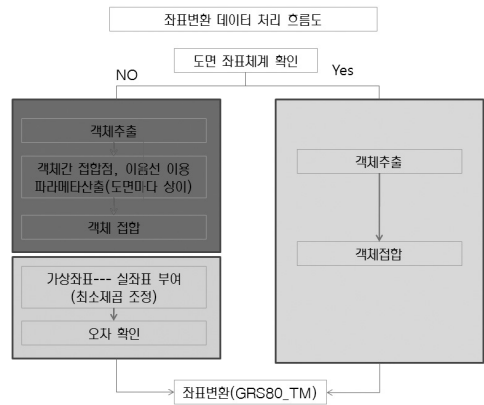 좌표변환 데이터 처리 흐름도
도면 좌표체계 확인
NO
Yes
객체추출
객체간 접합점, 이음선 이용
파라메타산출(도면마다 상이)
객체 접합
가상좌표--- 실좌표 부여
(최소제곱 조정)
오차 확인
객체추출
객체접합
좌표변환(GRS80_TM)